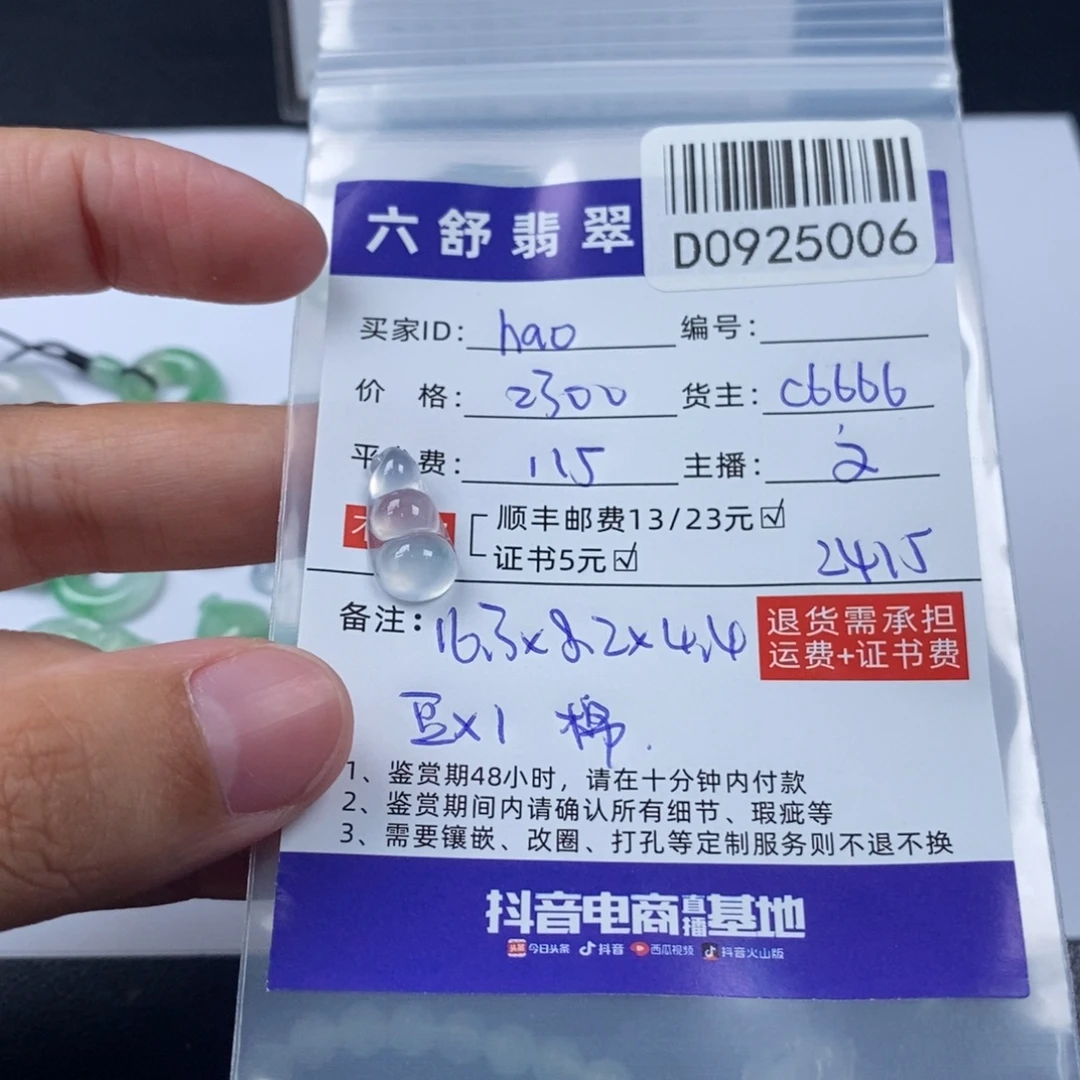 六舒翡翠
D0925006
买家ID: hao 编号:
价 格: 2300 货主: C6666
平 费: 115 主播:
顺丰邮费13/23元☑
证书5元☑
2415
备注: 16.3x8.2x4.4
退货需承担
运费+证书费
豆x1 棉.
1、鉴赏期48小时，请在十分钟内付款
2、鉴赏期间内请确认所有细节、瑕疵等
3、需要镶嵌、改圈、打孔等定制服务则不退不换
抖音电商直播基地
头条 今日头条 抖音 西瓜视频 抖音火山版